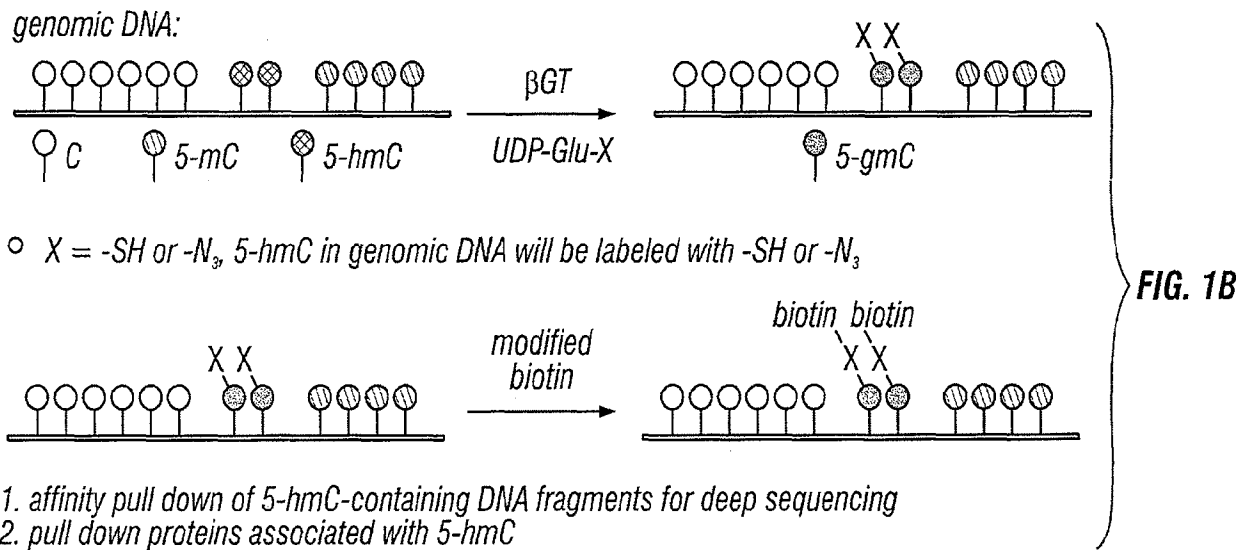 genomic DNA:
X X
βGT
UDP-Glu-X
C 5-mC 5-hmC 5-gmC
○ X = -SH or -N₃, 5-hmC in genomic DNA will be labeled with -SH or -N₃
FIG. 1B
biotin biotin
X X
modified
biotin
X X
1. affinity pull down of 5-hmC-containing DNA fragments for deep sequencing
2. pull down proteins associated with 5-hmC